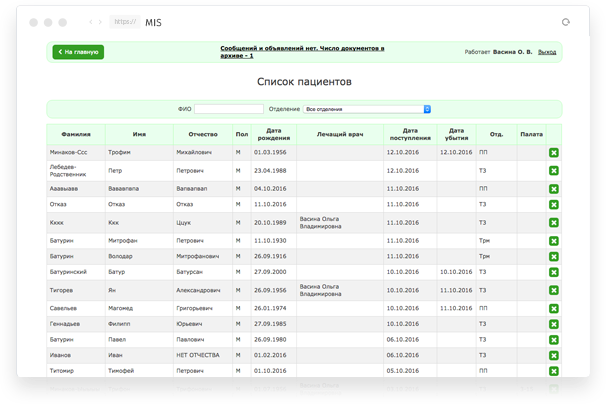 https:// MIS
На главную
Сообщений и объявлений нет. Число документов в
архиве - 1
Работает Васина О. В. Выход
Список пациентов
ФИО Отделение Все отделения
Фамилия Имя Отчество Пол Дата рождения Лечащий врач Дата поступления Дата убытия Отд. Палата
Минаков-Ссс Трофим Михайлович М 01.03.1956 12.10.2016 12.10.2016 ПП
Лебедев-Родственник Петр Петрович М 23.04.1988 12.10.2016 ТЗ
М 04.10.2016 11.10.2016 ПП
Отказ Отказ Отказ М 11.10.2016 11.10.2016 ТЗ
Кккк Ккк Ццук М 20.10.1989 Васина Ольга Владимировна 11.10.2016 ТЗ
Батурин Митрофан Петрович М 11.10.1930 11.10.2016 Трм
Батурин Володар Митрофанович М 26.09.1916 11.10.2016 Трм
Батуринский Батур Батурсан М 27.09.2000 10.10.2016 10.10.2016 ТЗ
Тигорев Ян Александрович М 26.09.1956 Васина Ольга Владимировна 10.10.2016 11.10.2016 ТЗ
Савельев Магомед Григорьевич М 26.01.1974 10.10.2016 11.10.2016 ПП
Геннадьев Филипп Юрьевич М 27.09.1985 10.10.2016 ТЗ
Батурин Павел Павлович М 26.09.1980 06.10.2016 ТЗ
Иванов Иван НЕТ ОТЧЕСТВА М 01.02.2016 06.10.2016 ТЗ
Титомир Тимофей Петрович М 01.10.2016 05.10.2016 ПП